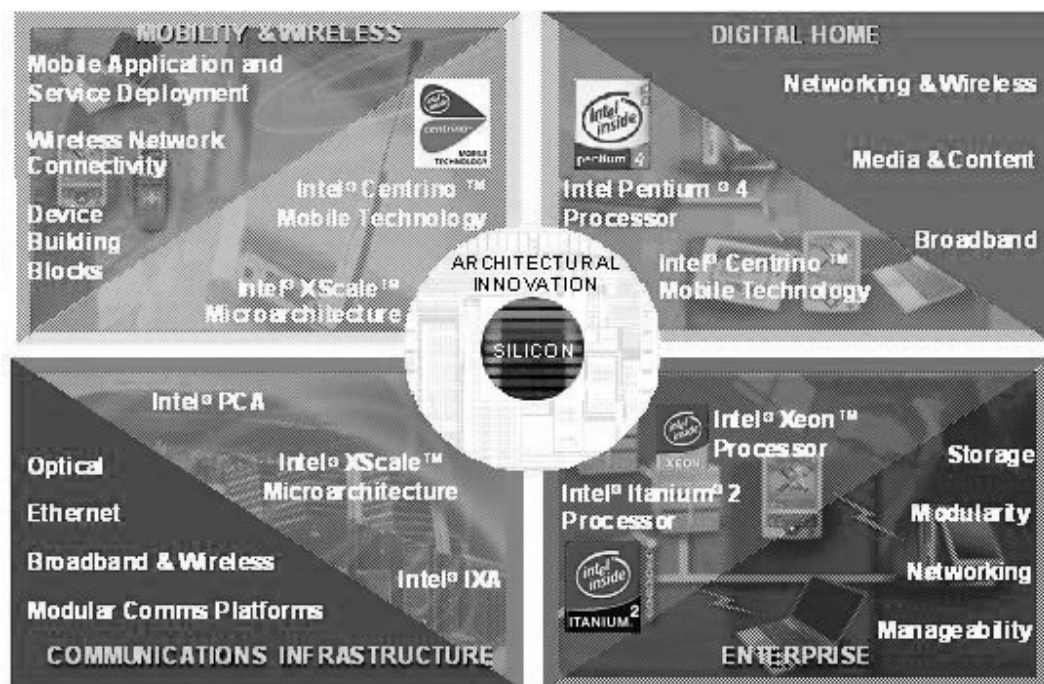 MOBILITY & WIRELESS
Mobile Application and
Service Deployment
Wireless Network
Connectivity
Device
Building
Blocks
intel
inside
centrino™
MOBILE
TECHNOLOGY
Intel® Centrino™
Mobile Technology
Intel® XScale™
Microarchitecture
DIGITAL HOME
Networking & Wireless
Media & Content
Broadband
intel
inside
pentium® 4
Intel Pentium® 4
Processor
Intel® Centrino™
Mobile Technology
ARCHITECTURAL
INNOVATION
SILICON
Intel® PCA
Intel® XScale™
Microarchitecture
Intel® IXA
Optical
Ethernet
Broadband & Wireless
Modular Comms Platforms
COMMUNICATIONS INFRASTRUCTURE
intel
inside
XEON
Intel® Xeon™
Processor
Intel® Itanium® 2
Processor
intel
inside
ITANIUM® 2
Storage
Modularity
Networking
Manageability
ENTERPRISE